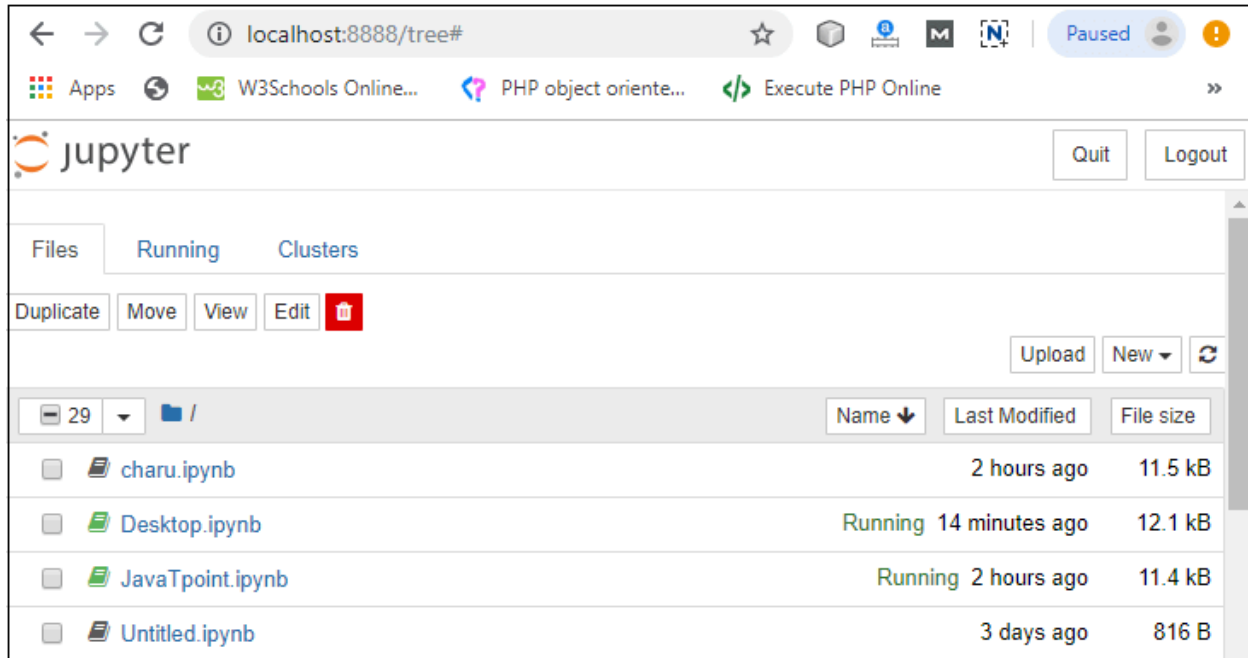 localhost:8888/tree#
Paused
Apps W3Schools Online... PHP object oriente... Execute PHP Online »
jupyter Quit Logout
Files Running Clusters
Duplicate Move View Edit
Upload New
29 / Name Last Modified File size
charu.ipynb 2 hours ago 11.5 kB
Desktop.ipynb Running 14 minutes ago 12.1 kB
JavaTpoint.ipynb Running 2 hours ago 11.4 kB
Untitled.ipynb 3 days ago 816 B